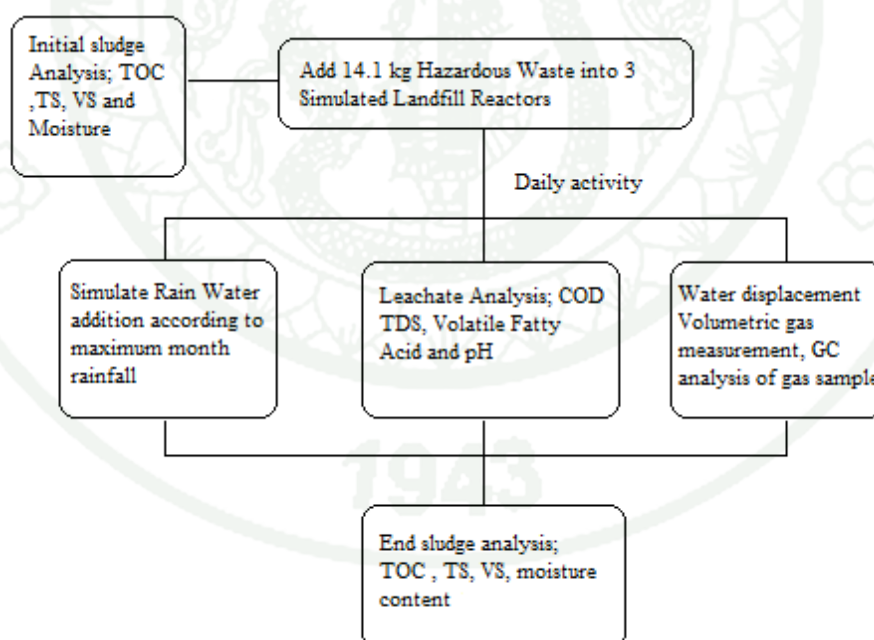 Initial sludge
Analysis; TOC
,TS, VS and
Moisture
Add 14.1 kg Hazardous Waste into 3
Simulated Landfill Reactors
Daily activity
Simulate Rain Water
addition according to
maximum month
rainfall
Leachate Analysis; COD
TDS, Volatile Fatty
Acid and pH
Water displacement
Volumetric gas
measurement, GC
analysis of gas sample
1943
End sludge analysis;
TOC , TS, VS, moisture
content